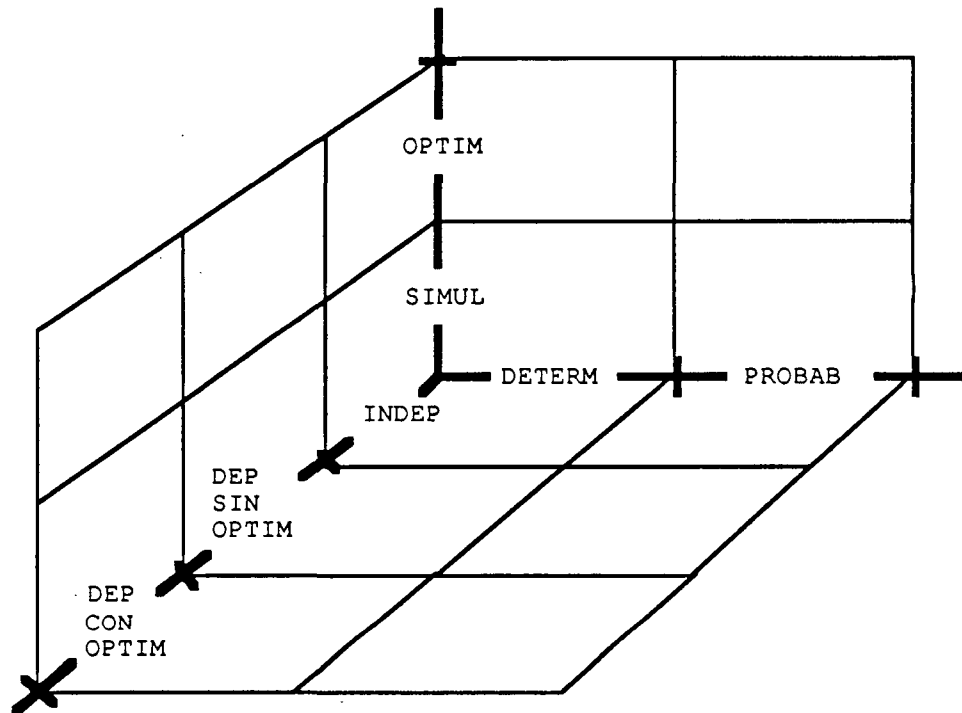 OPTIM
SIMUL
DETERM
PROBAB
INDEP
DEP
SIN
OPTIM
DEP
CON
OPTIM